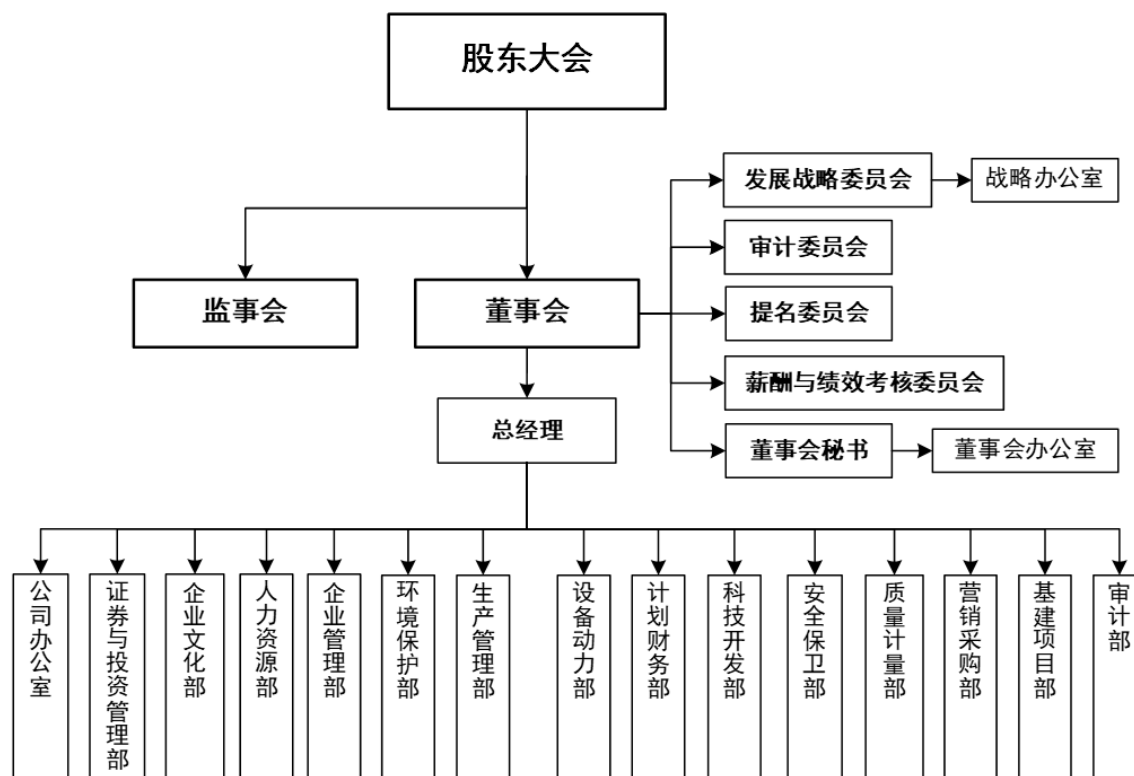 股东大会
发展战略委员会
战略办公室
审计委员会
监事会
董事会
提名委员会
薪酬与绩效考核委员会
总经理
董事会秘书
董事会办公室
公司办公室
证券与投资管理部
企业文化部
人力资源部
企业管理部
环境保护部
生产管理部
设备动力部
计划财务部
科技开发部
安全保卫部
质量计量部
营销采购部
基建项目部
审计部